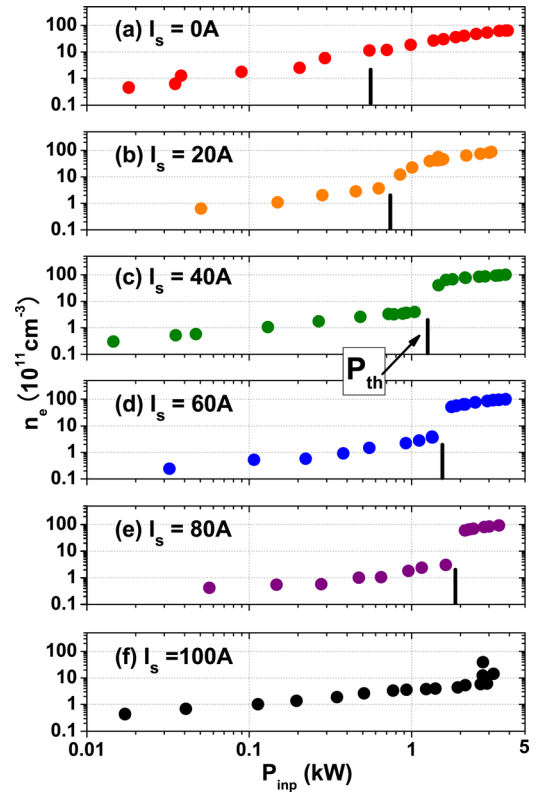 (a) I_s = 0A
100
10
1
0.1
(b) I_s = 20A
100
10
1
0.1
(c) I_s = 40A
100
10
1
0.1
P_th
(d) I_s = 60A
100
10
1
0.1
(e) I_s = 80A
100
10
1
0.1
(f) I_s =100A
100
10
1
0.1
n_e (10^11cm^-3)
0.01 0.1 1 5
P_inp (kW)